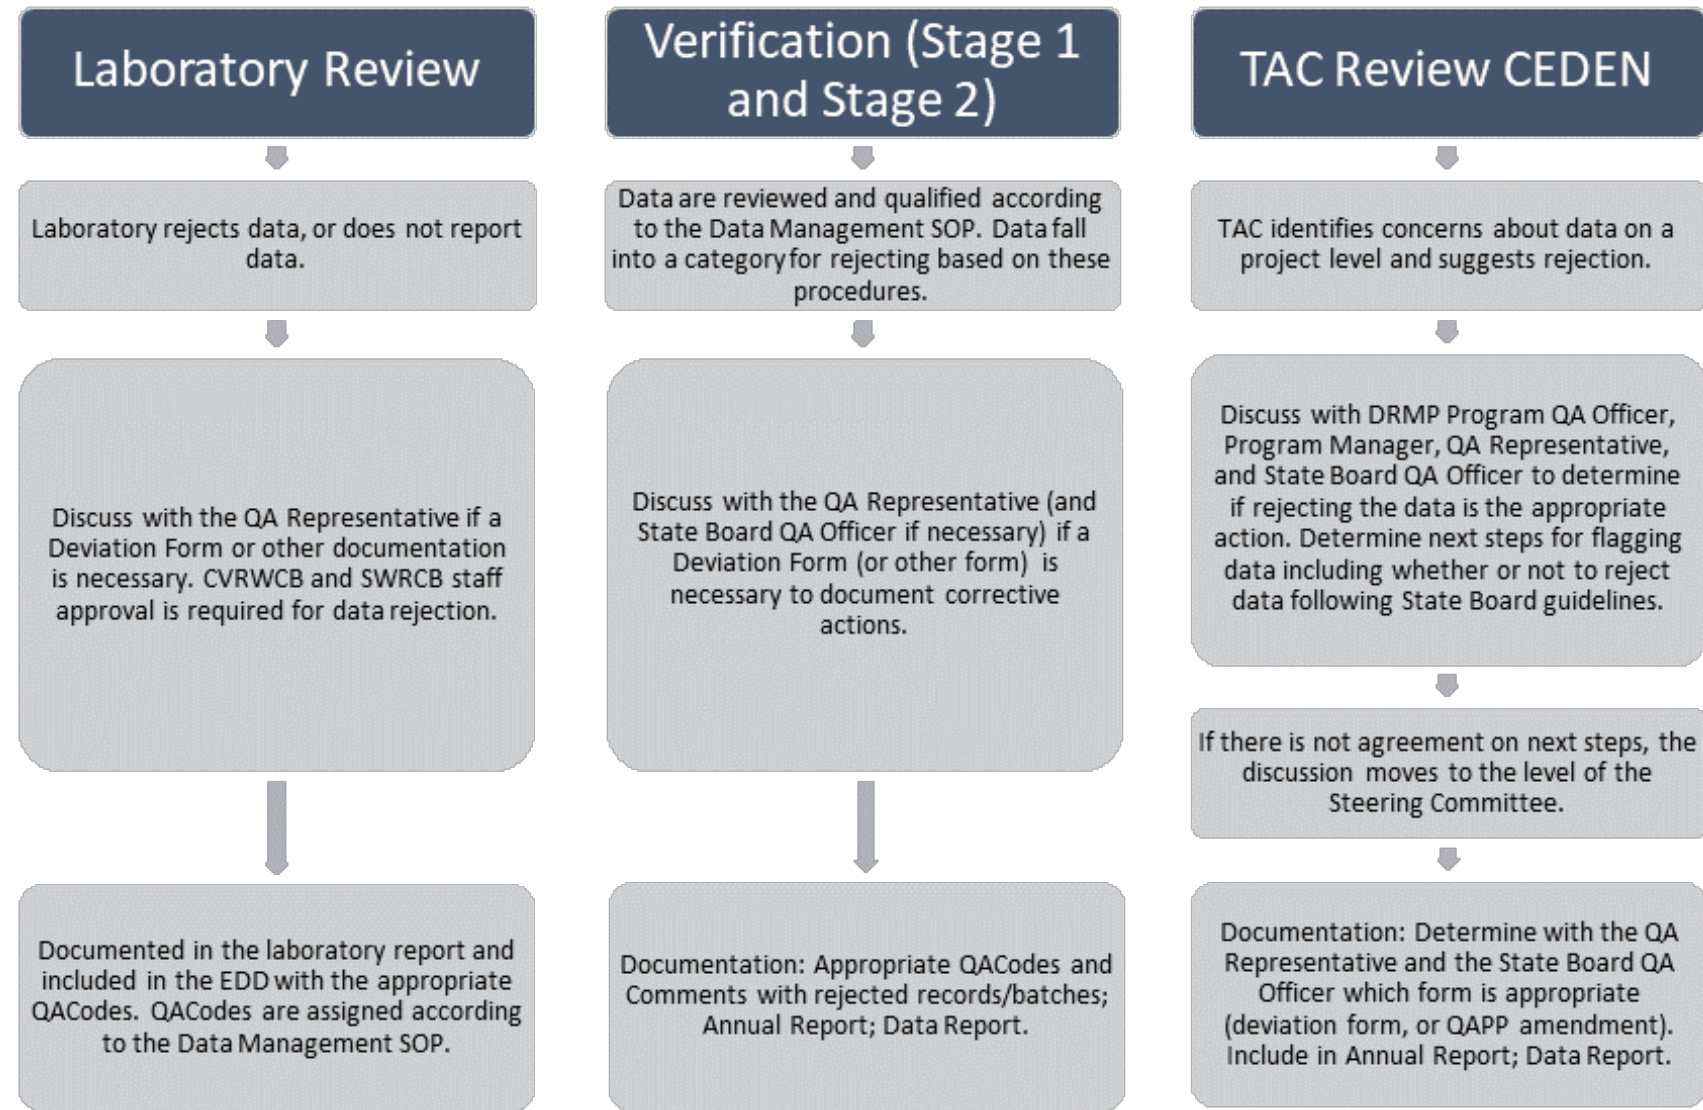 Laboratory Review
Laboratory rejects data, or does not report
data.
Discuss with the QA Representative if a
Deviation Form or other documentation
is necessary. CVRWCB and SWRCB staff
approval is required for data rejection.
Documented in the laboratory report and
included in the EDD with the appropriate
QACodes. QACodes are assigned according
to the Data Management SOP.
Verification (Stage 1
and Stage 2)
Data are reviewed and qualified according
to the Data Management SOP. Data fall
into a category for rejecting based on these
procedures.
Discuss with the QA Representative (and
State Board QA Officer if necessary) if a
Deviation Form (or other form) is
necessary to document corrective
actions.
Documentation: Appropriate QACodes and
Comments with rejected records/batches;
Annual Report; Data Report.
TAC Review CEDEN
TAC identifies concerns about data on a
project level and suggests rejection.
Discuss with DRMP Program QA Officer,
Program Manager, QA Representative,
and State Board QA Officer to determine
if rejecting the data is the appropriate
action. Determine next steps for flagging
data including whether or not to reject
data following State Board guidelines.
If there is not agreement on next steps, the
discussion moves to the level of the
Steering Committee.
Documentation: Determine with the QA
Representative and the State Board QA
Officer which form is appropriate
(deviation form, or QAPP amendment).
Include in Annual Report; Data Report.